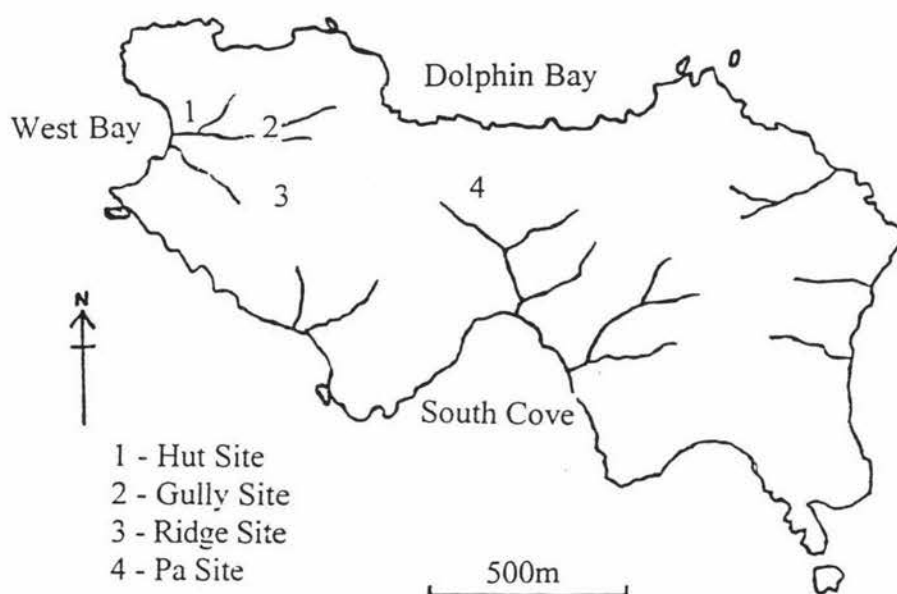 Dolphin Bay
West Bay
1
2
3
4
N
South Cove
1 - Hut Site
2 - Gully Site
3 - Ridge Site
4 - Pa Site
500m